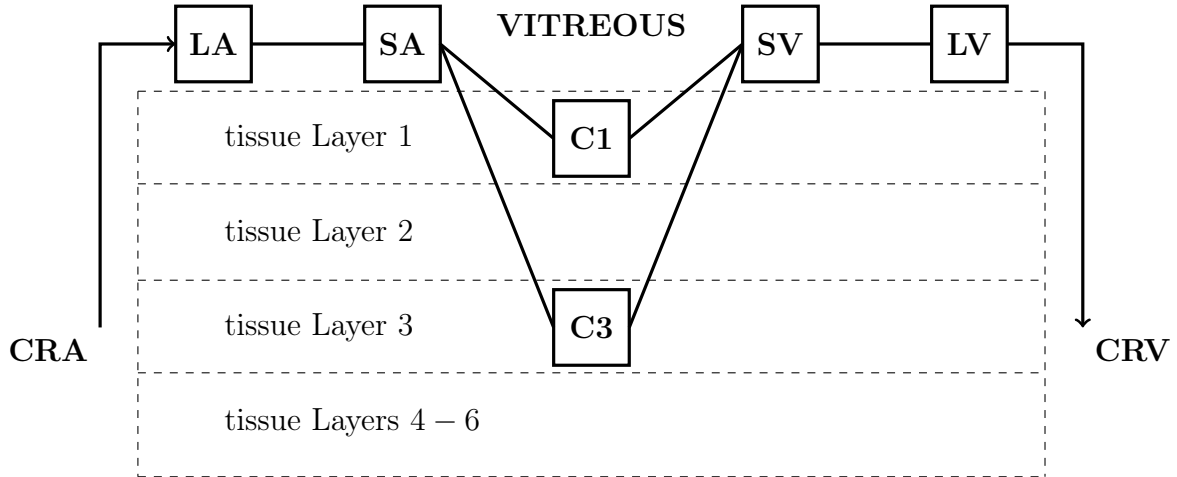 LA
SA
VITREOUS
SV
LV
tissue Layer 1
C1
tissue Layer 2
tissue Layer 3
C3
CRA
CRV
tissue Layers 4 − 6